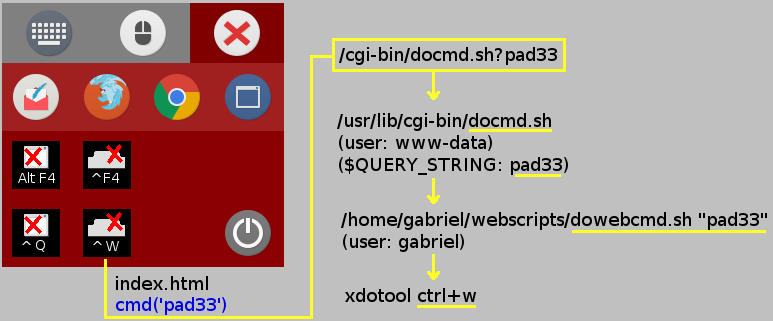 Alt F4
^F4
^Q
^W
index.html
cmd('pad33')
/cgi-bin/docmd.sh?pad33
/usr/lib/cgi-bin/docmd.sh
(user: www-data)
($QUERY_STRING: pad33)
/home/gabriel/webscripts/dowebcmd.sh "pad33"
(user: gabriel)
xdotool ctrl+w